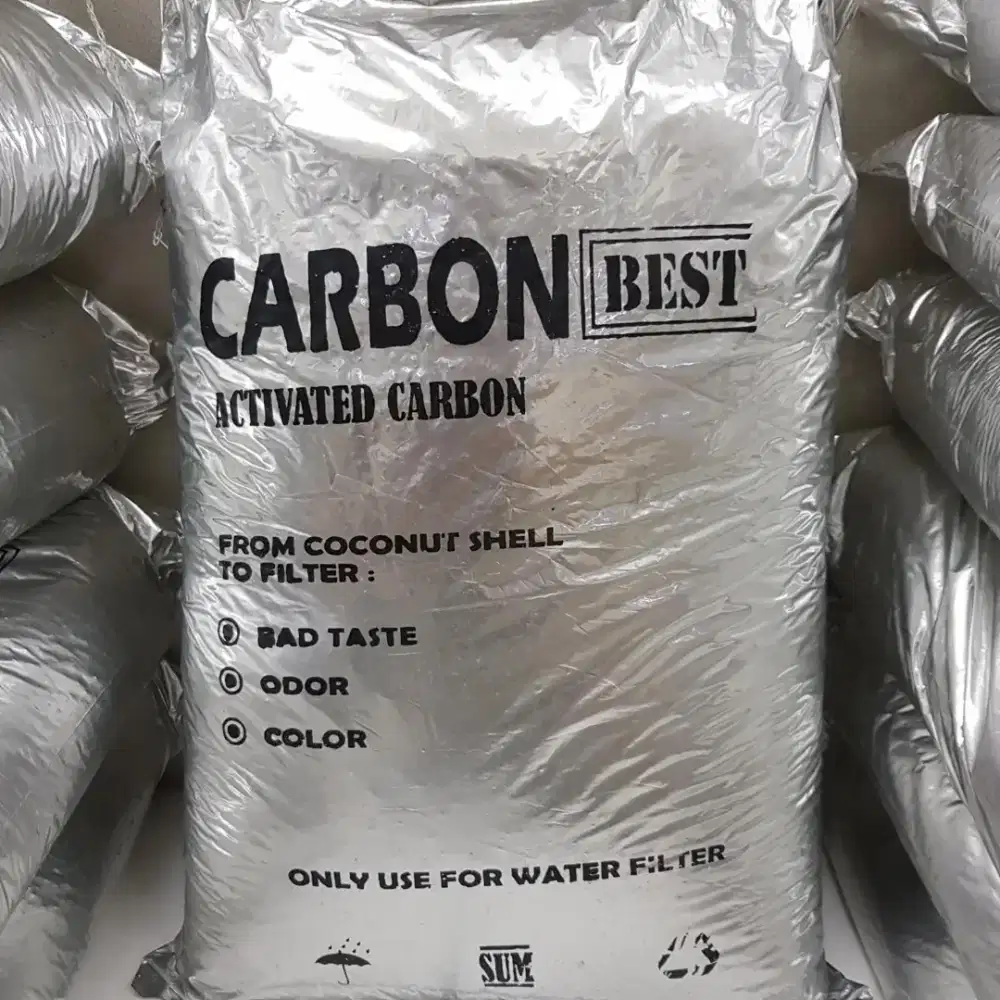 CARBON BEST
ACTIVATED CARBON
FROM COCONUT SHELL
TO FILTER :
BAD TASTE
ODOR
COLOR
ONLY USE FOR WATER FILTER
SUM